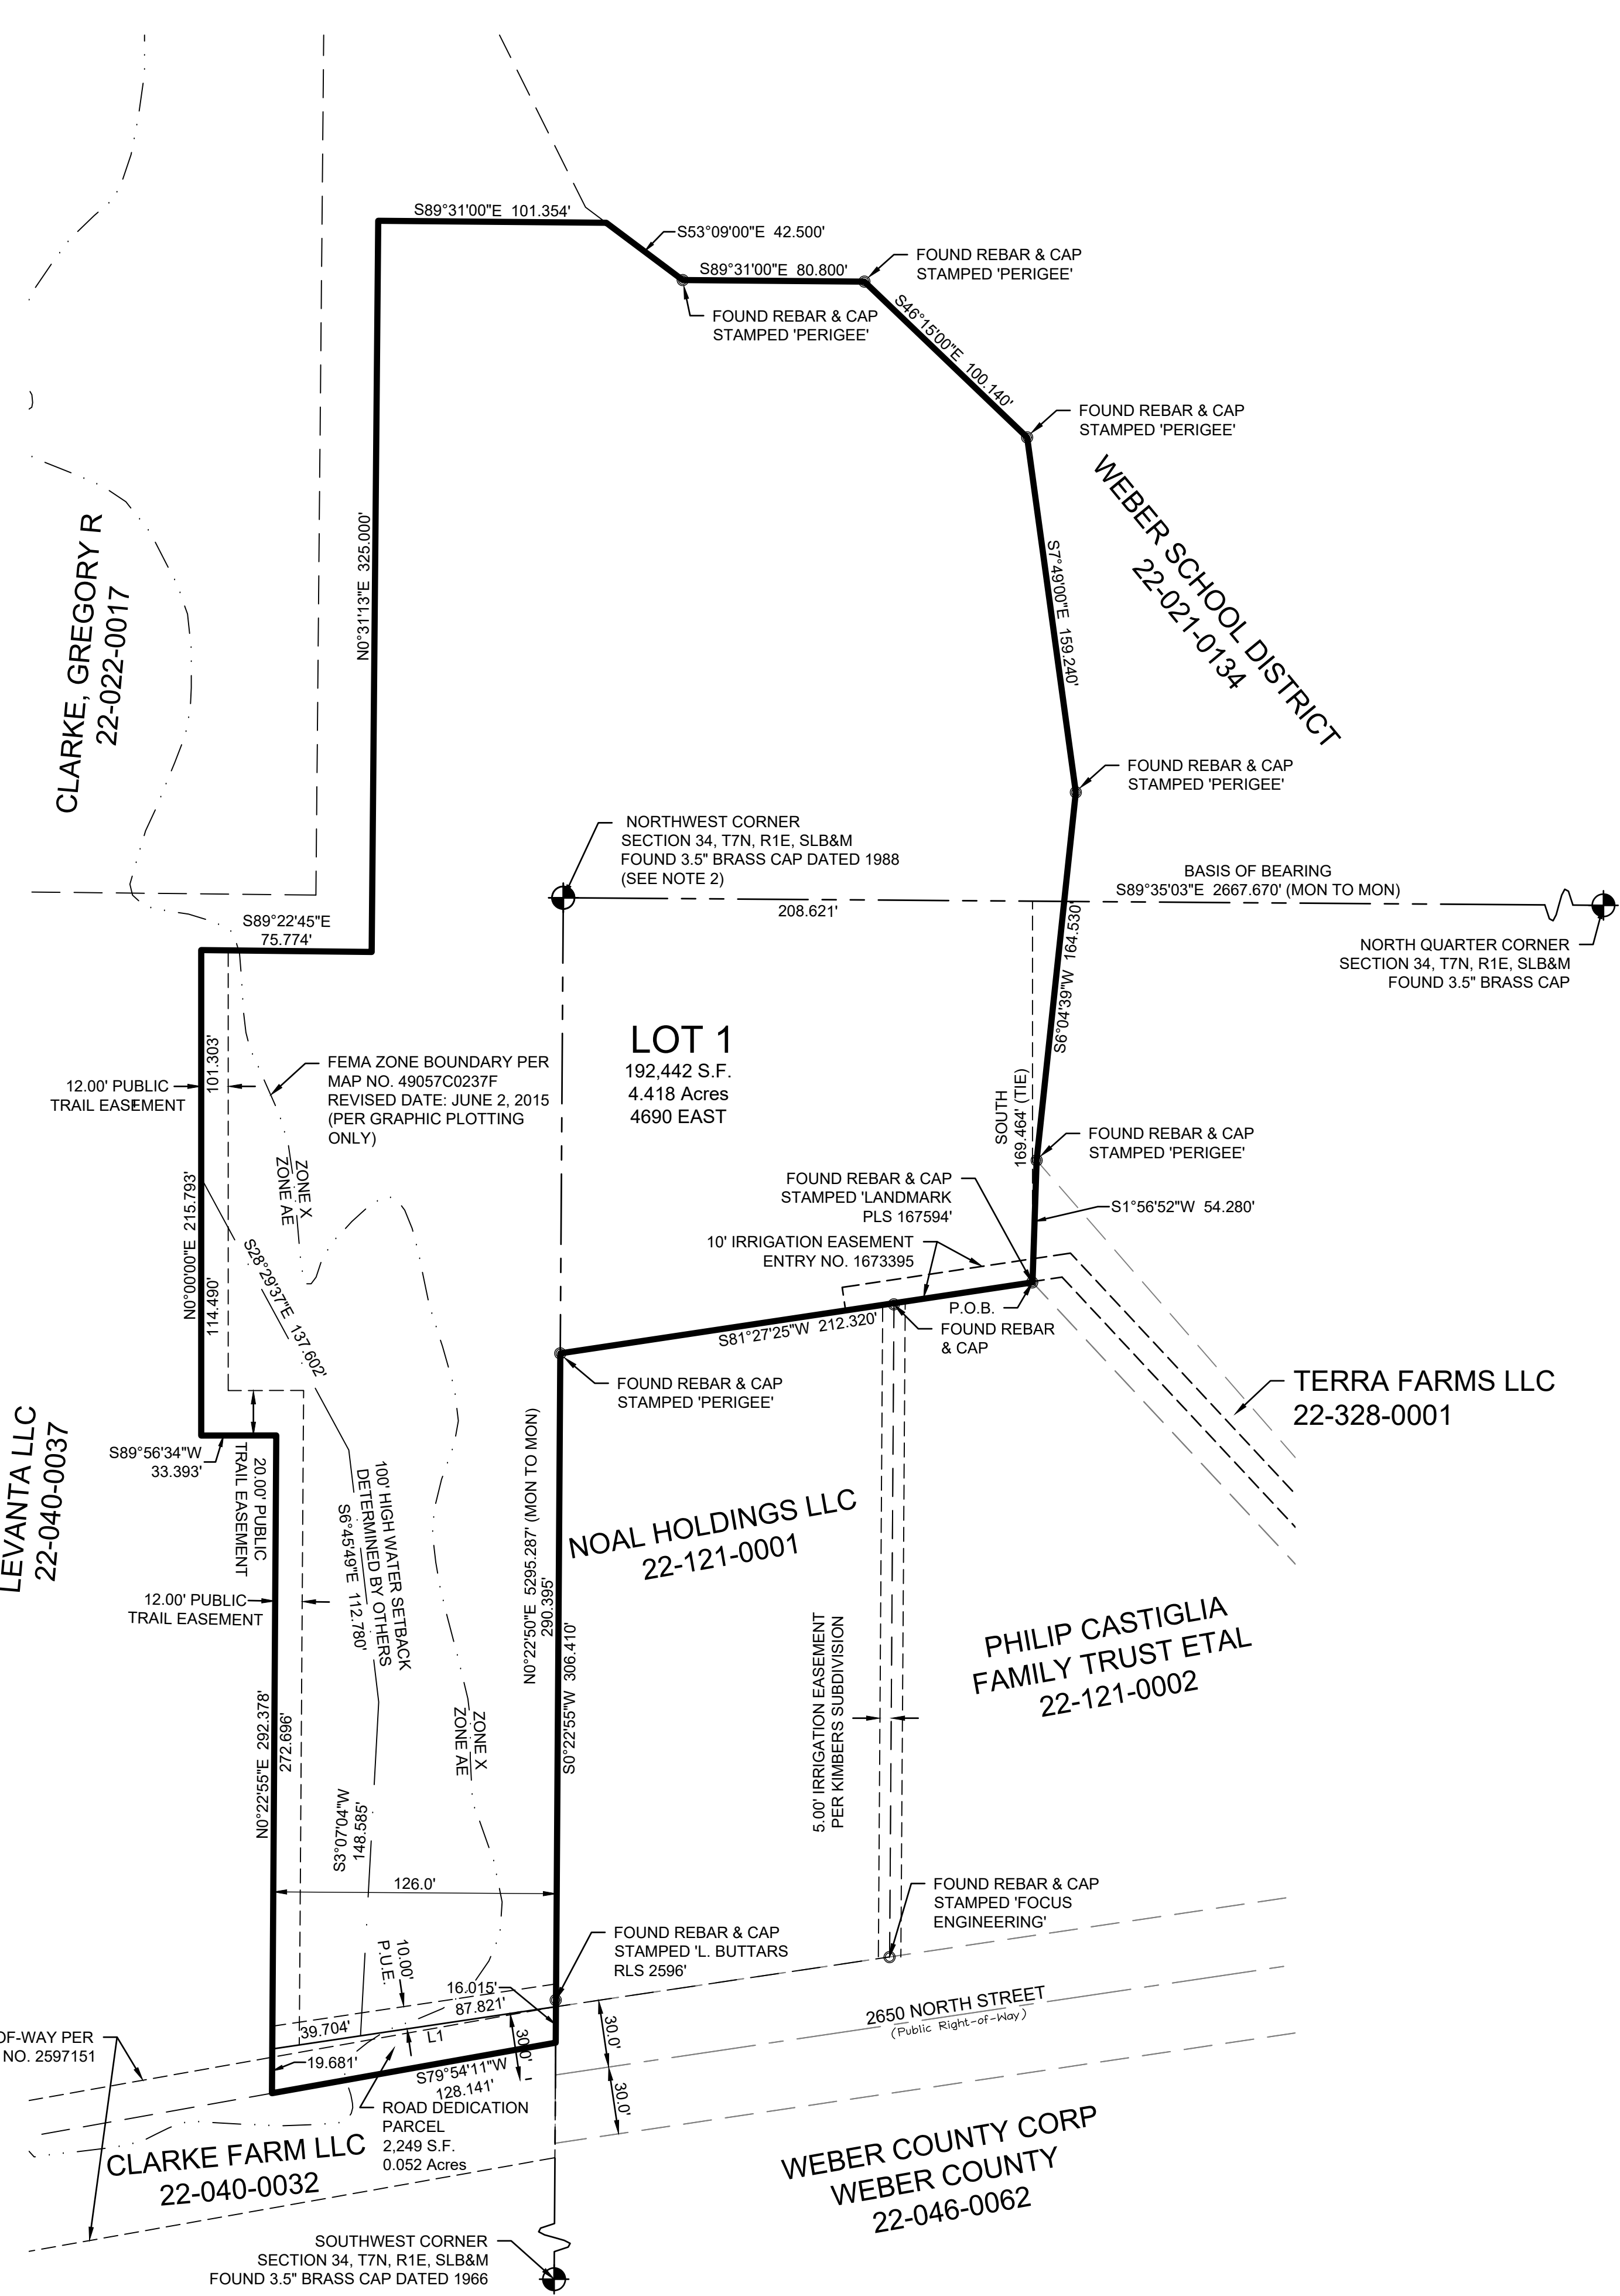 S89°31'00"E 101.354'
S53°09'00"E 42.500'
S89°31'00"E 80.800'
FOUND REBAR & CAP
STAMPED 'PERIGEE'
FOUND REBAR & CAP
STAMPED 'PERIGEE'
S46°15'00"E 100.140'
FOUND REBAR & CAP
STAMPED 'PERIGEE'
WEBER SCHOOL DISTRICT
22-021-0134
CLARKE, GREGORY R
22-022-0017
N0°31'13"E 325.000'
S7°49'00"E 159.240'
FOUND REBAR & CAP
STAMPED 'PERIGEE'
NORTHWEST CORNER
SECTION 34, T7N, R1E, SLB&M
FOUND 3.5" BRASS CAP DATED 1988
(SEE NOTE 2)
BASIS OF BEARING
S89°35'03"E 2667.670' (MON TO MON)
208.621'
NORTH QUARTER CORNER
SECTION 34, T7N, R1E, SLB&M
FOUND 3.5" BRASS CAP
S89°22'45"E
75.774'
S6°04'39"W 164.530'
LOT 1
192,442 S.F.
4.418 Acres
4690 EAST
101.303'
12.00' PUBLIC
TRAIL EASEMENT
FEMA ZONE BOUNDARY PER
MAP NO. 49057C0237F
REVISED DATE: JUNE 2, 2015
(PER GRAPHIC PLOTTING
ONLY)
SOUTH
169.464' (TIE)
FOUND REBAR & CAP
STAMPED 'PERIGEE'
ZONE X
ZONE AE
FOUND REBAR & CAP
STAMPED 'LANDMARK
PLS 167594'
S1°56'52"W 54.280'
10' IRRIGATION EASEMENT
ENTRY NO. 1673395
N0°00'00"E 215.793'
114.490'
S28°29'37"E 137.602'
P.O.B.
FOUND REBAR
& CAP
S81°27'25"W 212.320'
FOUND REBAR & CAP
STAMPED 'PERIGEE'
TERRA FARMS LLC
22-328-0001
LEVANTA LLC
22-040-0037
S89°56'34"W
33.393'
20.00' PUBLIC
TRAIL EASEMENT
100' HIGH WATER SETBACK
DETERMINED BY OTHERS
S6°45'49"E 112.780'
N0°22'50"E 5295.287' (MON TO MON)
290.395'
S0°22'55"W 306.410'
NOAL HOLDINGS LLC
22-121-0001
12.00' PUBLIC
TRAIL EASEMENT
PHILIP CASTIGLIA
FAMILY TRUST ETAL
22-121-0002
5.00' IRRIGATION EASEMENT
PER KIMBERS SUBDIVISION
N0°22'55"E 292.378'
272.696'
ZONE X
ZONE AE
S3°07'04"W
148.585'
126.0'
FOUND REBAR & CAP
STAMPED 'FOCUS
ENGINEERING'
FOUND REBAR & CAP
STAMPED 'L. BUTTARS
RLS 2596'
10.00'
P.U.E.
16.015'
87.821'
39.704'
L1
19.681'
30.0'
30.0'
30.0'
2650 NORTH STREET
(Public Right-of-Way)
OF-WAY PER
NO. 2597151
S79°54'11"W
128.141'
ROAD DEDICATION
PARCEL
2,249 S.F.
0.052 Acres
CLARKE FARM LLC
22-040-0032
WEBER COUNTY CORP
WEBER COUNTY
22-046-0062
SOUTHWEST CORNER
SECTION 34, T7N, R1E, SLB&M
FOUND 3.5" BRASS CAP DATED 1966